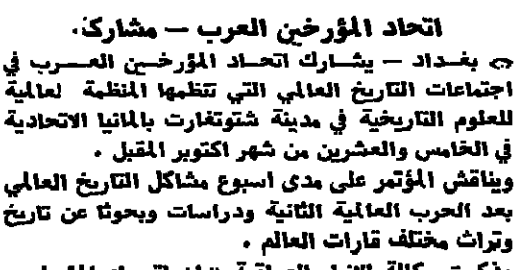 اتحاد المؤرخين العرب — مشاركة.
بغداد — يشارك اتحاد المؤرخين العرب في
اجتماعات التاريخ العالمي التي تنظمها المنظمة لعالمية
للعلوم التاريخية في مدينة شتوتغارت بالمانيا الاتحادية
في الخامس والعشرين من شهر اكتوبر المقبل .
ويناقش المؤتمر على مدى اسبوع مشاكل التاريخ العالمي
بعد الحرب العالمية الثانية ودراسات وبحوثا عن تاريخ
وتراث مختلف قارات العالم .